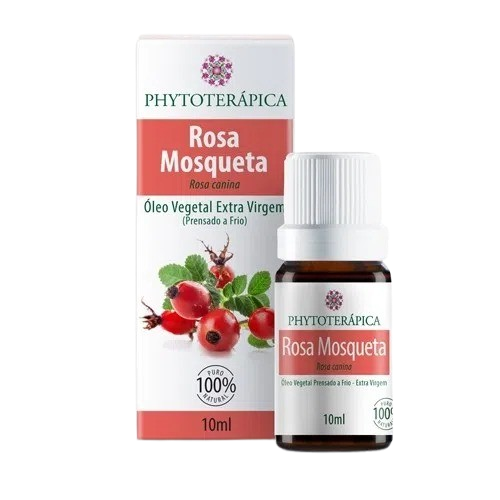 PHYTOTERÁPICA
Rosa
Mosqueta
Rosa canina
Óleo Vegetal Extra Virgem
(Prensado a Frio)
PURO
100%
NATURAL
10ml
PHYTOTERÁPICA
Rosa Mosqueta
Rosa canina
Óleo Vegetal Prensado a Frio - Extra Virgem
100%
10ml